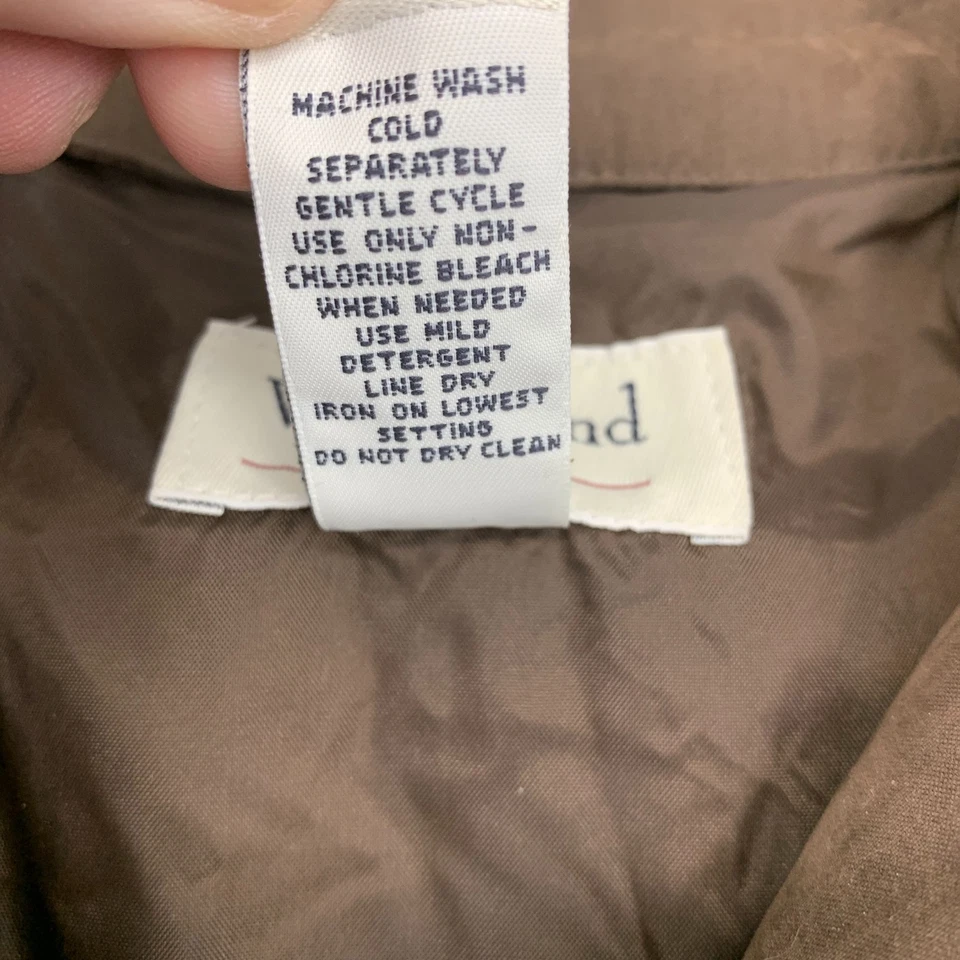 MACHINE WASH
COLD
SEPARATELY
GENTLE CYCLE
USE ONLY NON-
CHLORINE BLEACH
WHEN NEEDED
USE MILD
DETERGENT
LINE DRY
IRON ON LOWEST
SETTING
DO NOT DRY CLEAN